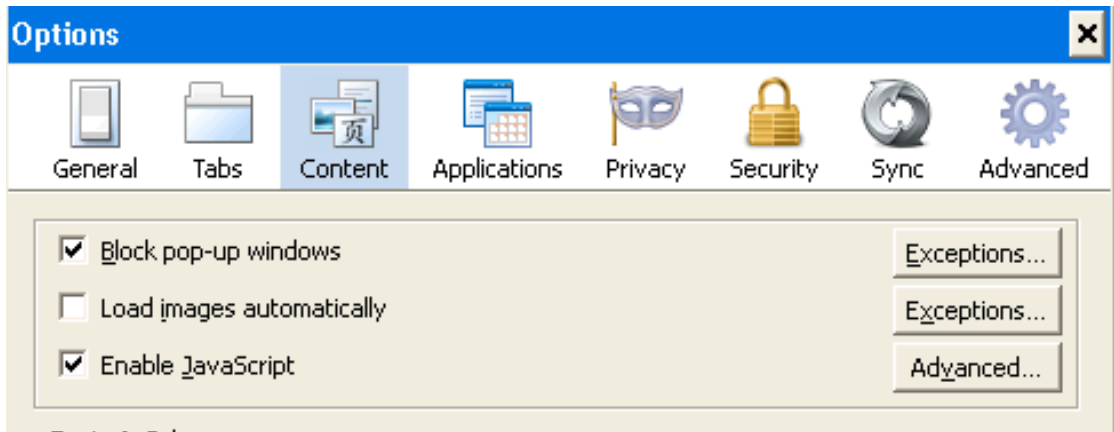 Options
General Tabs Content Applications Privacy Security Sync Advanced
页
Block pop-up windows Exceptions...
Load images automatically Exceptions...
Enable JavaScript Advanced...